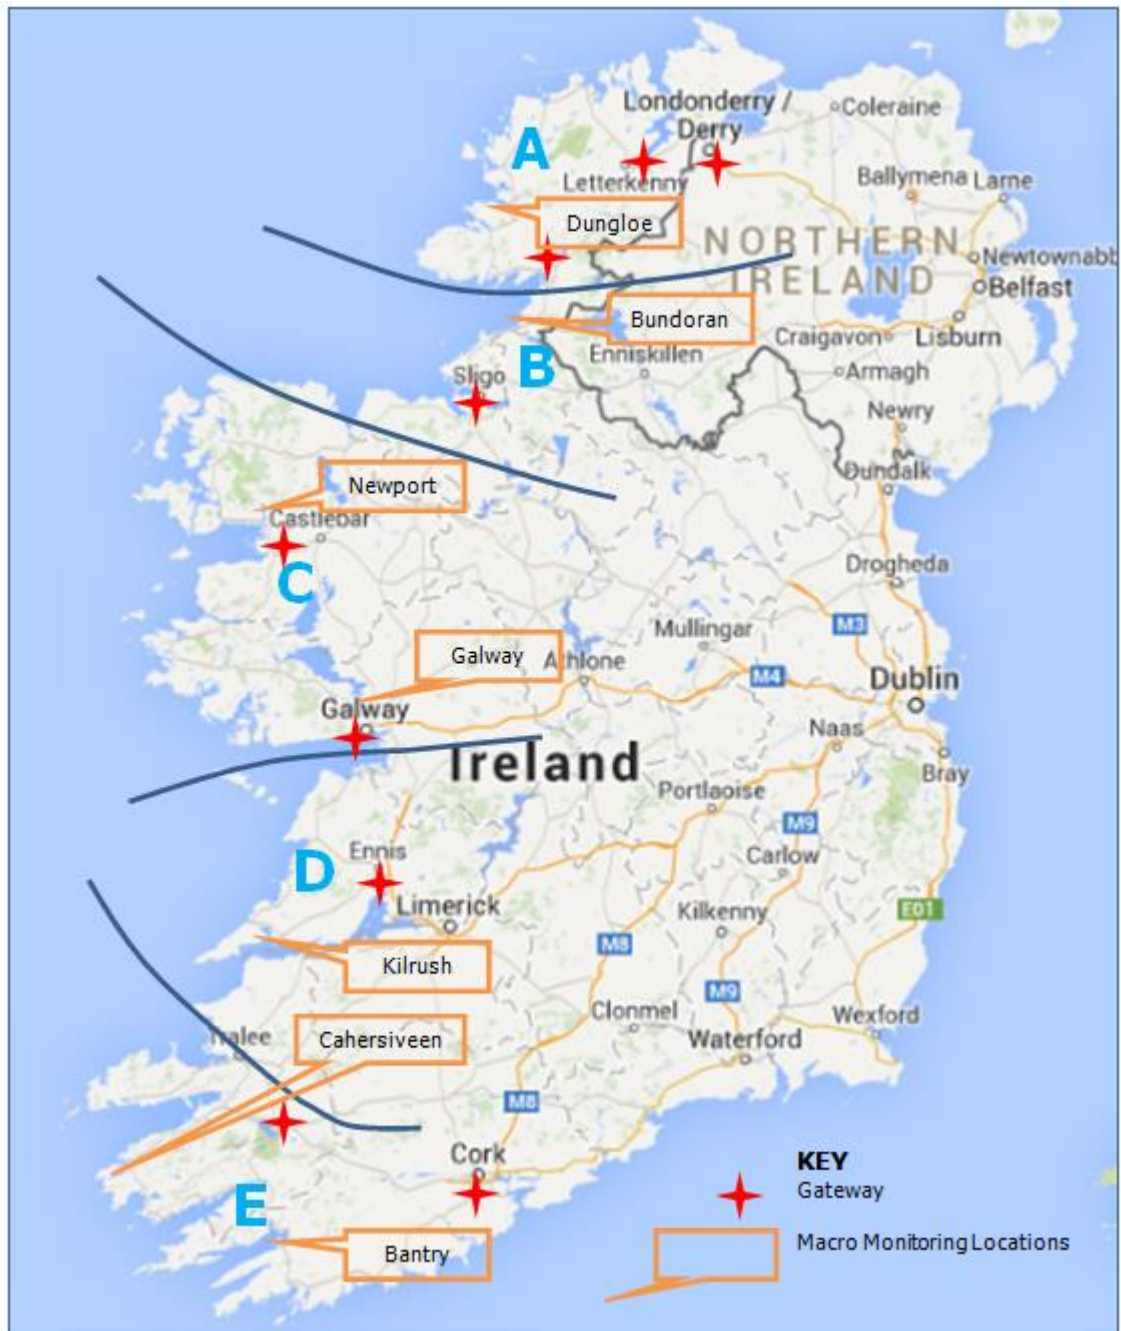 Londonderry /
Derry
Coleraine
A
Letterkenny
Ballymena
Larne
Dungloe
NORTHERN
IRELAND
Newtownabb
Belfast
Bundoran
Craigavon
Lisburn
Enniskillen
B
Sligo
Armagh
Newry
Dundalk
Newport
Castlebar
C
Drogheda
M3
Mullingar
Galway
Athlone
M4
Dublin
Galway
Naas
Ireland
Bray
Portlaoise
M9
Ennis
D
Carlow
Limerick
Kilkenny
E01
M8
Kilrush
M9
Clonmel
Wexford
Cahersiveen
Waterford
M8
Cork
KEY
Gateway
E
Bantry
Macro Monitoring Locations